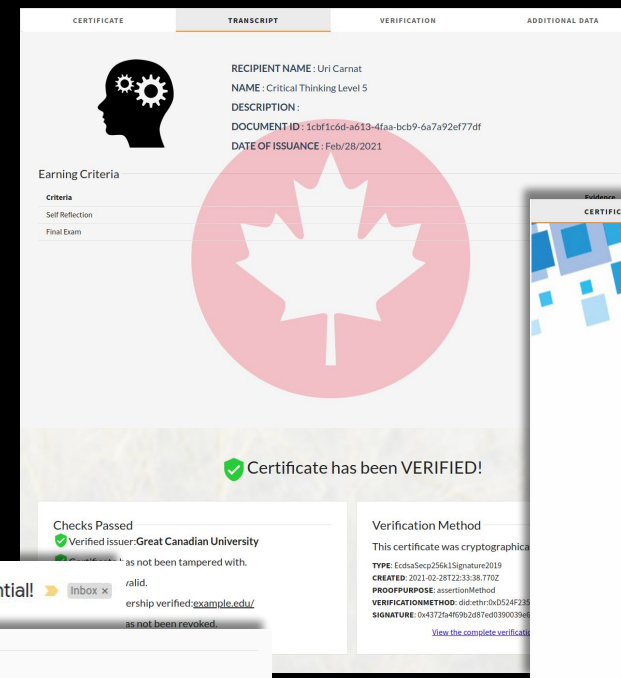 CERTIFICATE TRANSCRIPT VERIFICATION ADDITIONAL DATA
RECIPIENT NAME : Uri Carnat
NAME : Critical Thinking Level 5
DESCRIPTION :
DOCUMENT ID : 1cbf1c6d-a613-4faa-bcb9-6a7a92ef77df
DATE OF ISSUANCE : Feb/28/2021
Earning Criteria
Criteria
Self Reflection
Final Exam
Certificate has been VERIFIED!
Checks Passed
Verified issuer:Great Canadian University
has not been tampered with.
valid.
ership verified:example.edu/
as not been revoked.
Verification Method
This certificate was cryptographica
TYPE: EcdsaSecp256k1Signature2019
CREATED: 2021-02-28T22:33:38.770Z
PROOFPURPOSE: assertionMethod
VERIFICATIONMETHOD: did:ethr:0xD524F235
SIGNATURE: 0x4372fa4f69b2d87ed0390039e6
View the complete verificatio
CERTIFIC
ntial! Inbox ×